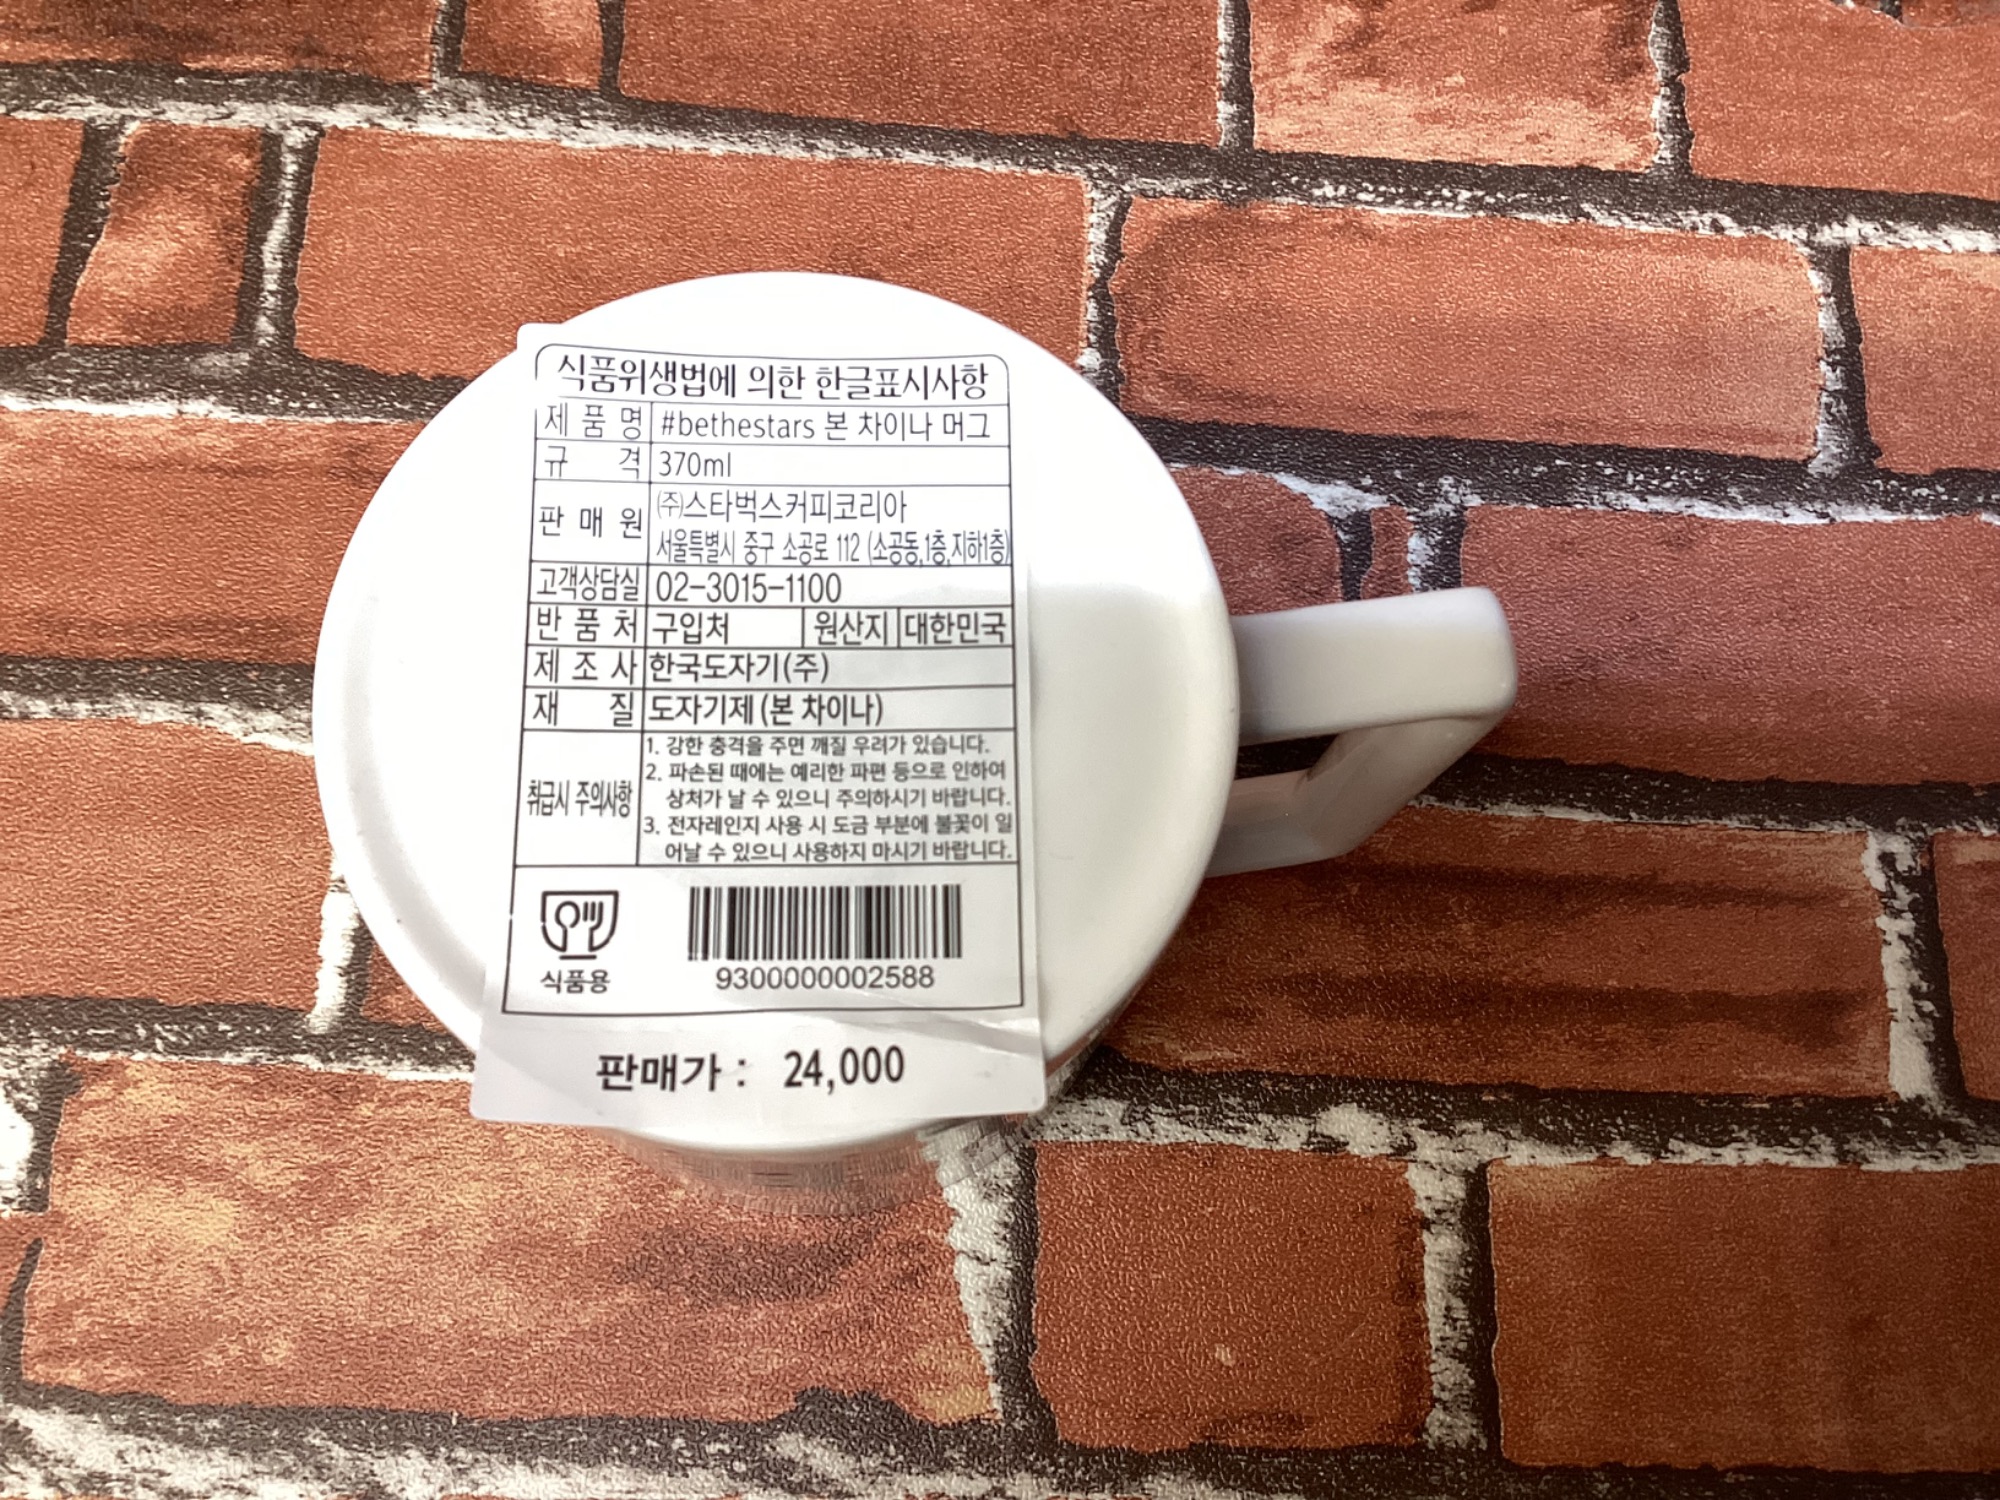 식품위생법에 의한 한글표시사항
제 품 명 #bethestars 본 차이나 머그
규 격 370ml
판 매 원 ㈜스타벅스커피코리아
서울특별시 중구 소공로 112 (소공동,1층,지하1층)
고객상담실 02-3015-1100
반 품 처 구입처 원산지 대한민국
제 조 사 한국도자기(주)
재 질 도자기제(본 차이나)
취급시 주의사항
1. 강한 충격을 주면 깨질 우려가 있습니다.
2. 파손된 때에는 예리한 파편 등으로 인하여
상처가 날 수 있으니 주의하시기 바랍니다.
3. 전자레인지 사용 시 도금 부분에 불꽃이 일
어날 수 있으니 사용하지 마시기 바랍니다.
식품용
9300000002588
판매가 : 24,000